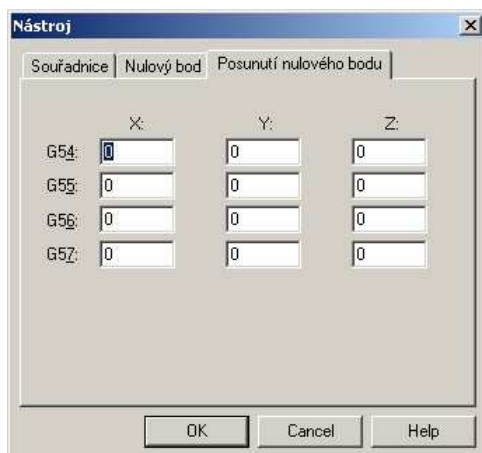 Nástroj
Souřadnice Nulový bod Posunutí nulového bodu
X: Y: Z:
G54: 0 0 0
G55: 0 0 0
G56: 0 0 0
G57: 0 0 0
OK Cancel Help